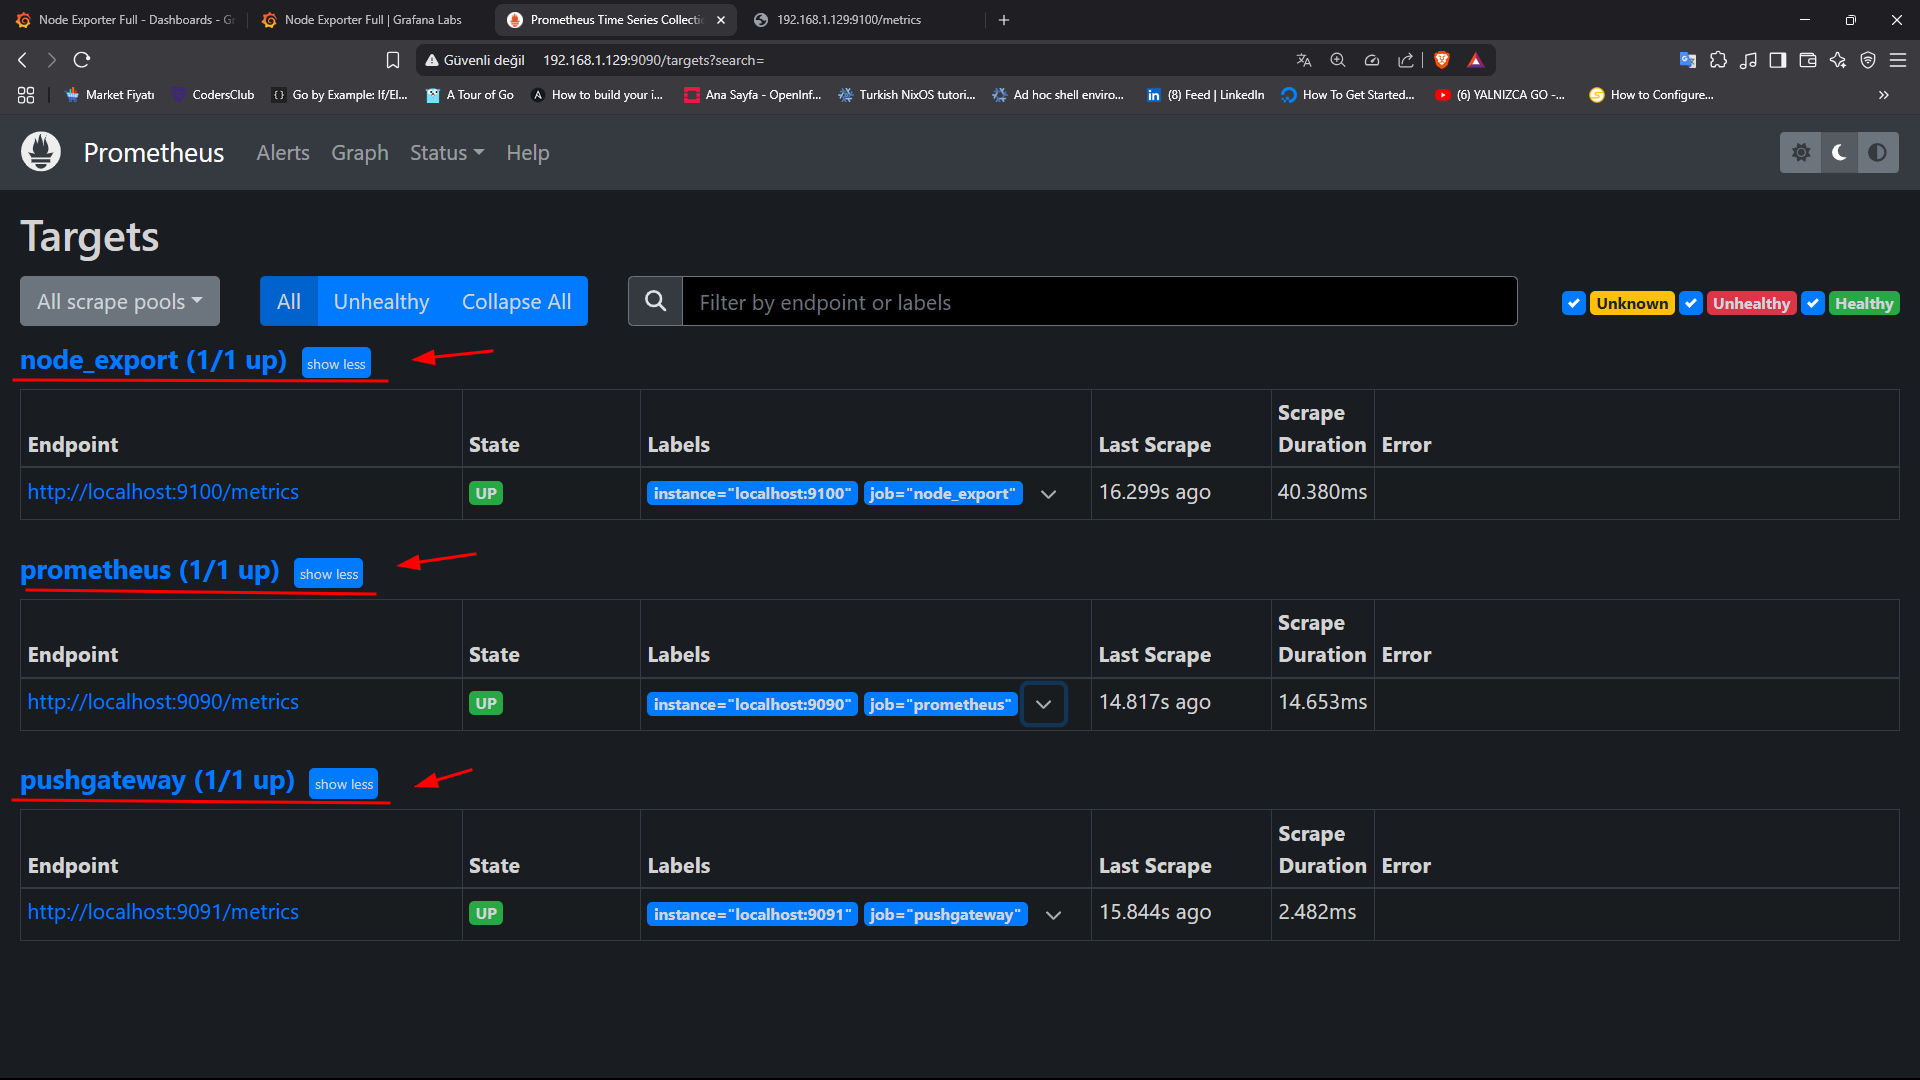 Node Exporter Full - Dashboards - Gr
Node Exporter Full | Grafana Labs
Prometheus Time Series Collectio
192.168.1.129:9100/metrics
Güvenli değil
192.168.1.129:9090/targets?search=
Market Fiyatı
CodersClub
Go by Example: If/El...
A Tour of Go
How to build your i...
Ana Sayfa - OpenInf...
Turkish NixOS tutori...
Ad hoc shell enviro...
(8) Feed | LinkedIn
How To Get Started...
(6) YALNIZCA GO -...
How to Configure...
Prometheus
Alerts
Graph
Status
Help
Targets
All scrape pools
All
Unhealthy
Collapse All
Filter by endpoint or labels
Unknown
Unhealthy
Healthy
node_export (1/1 up)
show less
Endpoint
State
Labels
Last Scrape
Scrape
Duration
Error
http://localhost:9100/metrics
UP
instance="localhost:9100"
job="node_export"
16.299s ago
40.380ms
prometheus (1/1 up)
show less
Endpoint
State
Labels
Last Scrape
Scrape
Duration
Error
http://localhost:9090/metrics
UP
instance="localhost:9090"
job="prometheus"
14.817s ago
14.653ms
pushgateway (1/1 up)
show less
Endpoint
State
Labels
Last Scrape
Scrape
Duration
Error
http://localhost:9091/metrics
UP
instance="localhost:9091"
job="pushgateway"
15.844s ago
2.482ms